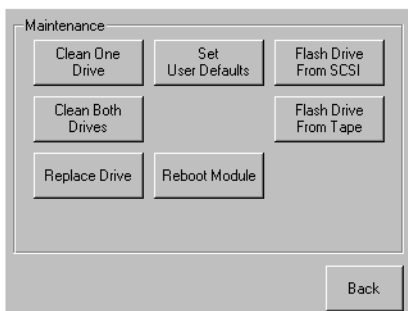 Maintenance
Clean One
Drive
Set
User Defaults
Flash Drive
From SCSI
Clean Both
Drives
Flash Drive
From Tape
Replace Drive
Reboot Module
Back